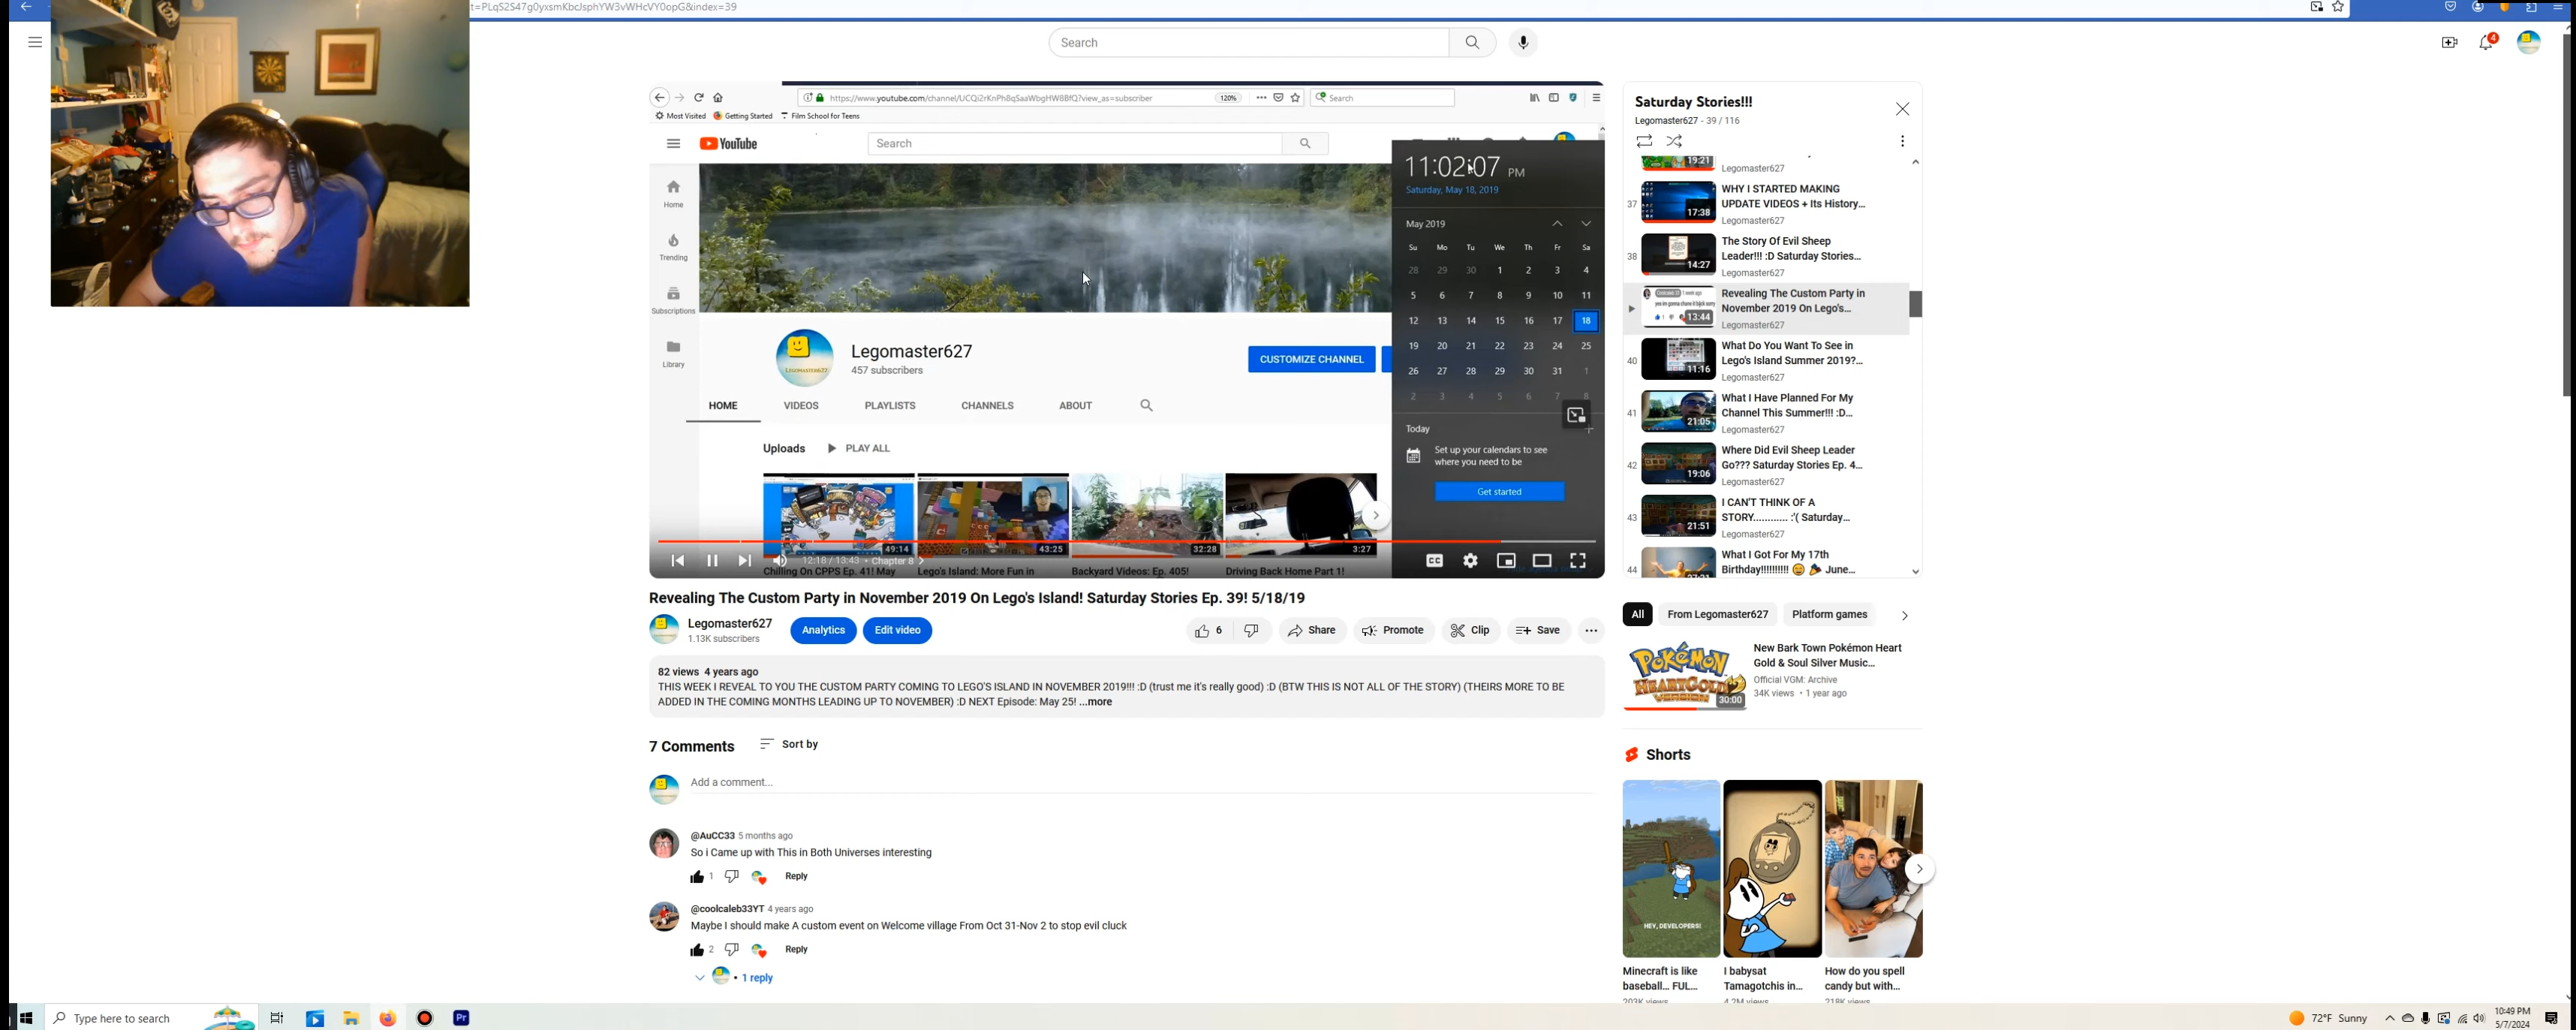 t=PLqS2S47g0yxsmKbcJsphYW3vWHcVY0opG&index=39
Search
4
https://www.youtube.com/channel/UCQi2rKnPh8qSaaWbgHW8BfQ?view_as=subscriber
120%
Search
Most Visited
Getting Started
Film School for Teens
YouTube
Search
Home
Trending
Subscriptions
Library
LEGOMASTER627
Legomaster627
457 subscribers
CUSTOMIZE CHANNEL
HOME
VIDEOS
PLAYLISTS
CHANNELS
ABOUT
Uploads
PLAY ALL
49:14
43:25
32:28
3:27
Chilling On CPPS Ep. 41! May
Lego's Island: More Fun in
Backyard Videos: Ep. 405!
Driving Back Home Part 1!
12:18 / 13:43 • Chapter 8
11:02:07 PM
Saturday, May 18, 2019
May 2019
Su Mo Tu We Th Fr Sa
28 29 30 1 2 3 4
5 6 7 8 9 10 11
12 13 14 15 16 17 18
19 20 21 22 23 24 25
26 27 28 29 30 31 1
2 3 4 5 6 7 8
Today
Set up your calendars to see
where you need to be
Get started
CC
Revealing The Custom Party in November 2019 On Lego's Island! Saturday Stories Ep. 39! 5/18/19
Legomaster627
1.13K subscribers
Analytics
Edit video
6
Share
Promote
Clip
Save
82 views 4 years ago
THIS WEEK I REVEAL TO YOU THE CUSTOM PARTY COMING TO LEGO'S ISLAND IN NOVEMBER 2019!!! :D (trust me it's really good) :D (BTW THIS IS NOT ALL OF THE STORY) (THEIRS MORE TO BE
ADDED IN THE COMING MONTHS LEADING UP TO NOVEMBER) :D NEXT Episode: May 25! ...more
7 Comments
Sort by
Add a comment...
@AuCC33 5 months ago
So i Came up with This in Both Universes interesting
1
Reply
@coolcaleb33YT 4 years ago
Maybe I should make A custom event on Welcome village From Oct 31-Nov 2 to stop evil cluck
2
Reply
• 1 reply
Saturday Stories!!!
Legomaster627 - 39 / 116
19:21
Legomaster627
37
17:38
WHY I STARTED MAKING
UPDATE VIDEOS + Its History...
Legomaster627
38
14:27
The Story Of Evil Sheep
Leader!!! :D Saturday Stories...
Legomaster627
13:44
Revealing The Custom Party in
November 2019 On Lego's...
Legomaster627
40
11:16
What Do You Want To See in
Lego's Island Summer 2019?...
Legomaster627
41
21:05
What I Have Planned For My
Channel This Summer!!! :D...
Legomaster627
42
19:06
Where Did Evil Sheep Leader
Go??? Saturday Stories Ep. 4...
Legomaster627
43
21:51
I CAN'T THINK OF A
STORY............ :'( Saturday...
Legomaster627
44
What I Got For My 17th
Birthday!!!!!!!!!! 😄 🎉 June...
All
From Legomaster627
Platform games
POKéMON
HEARTGOLD
VERSION
30:00
New Bark Town Pokémon Heart
Gold & Soul Silver Music...
Official VGM: Archive
34K views • 1 year ago
Shorts
HEY, DEVELOPERS!
Minecraft is like
baseball... FUL...
203K views
I babysat
Tamagotchis in...
4.2M views
How do you spell
candy but with...
218K views
Type here to search
Pr
72°F Sunny
10:49 PM
5/7/2024